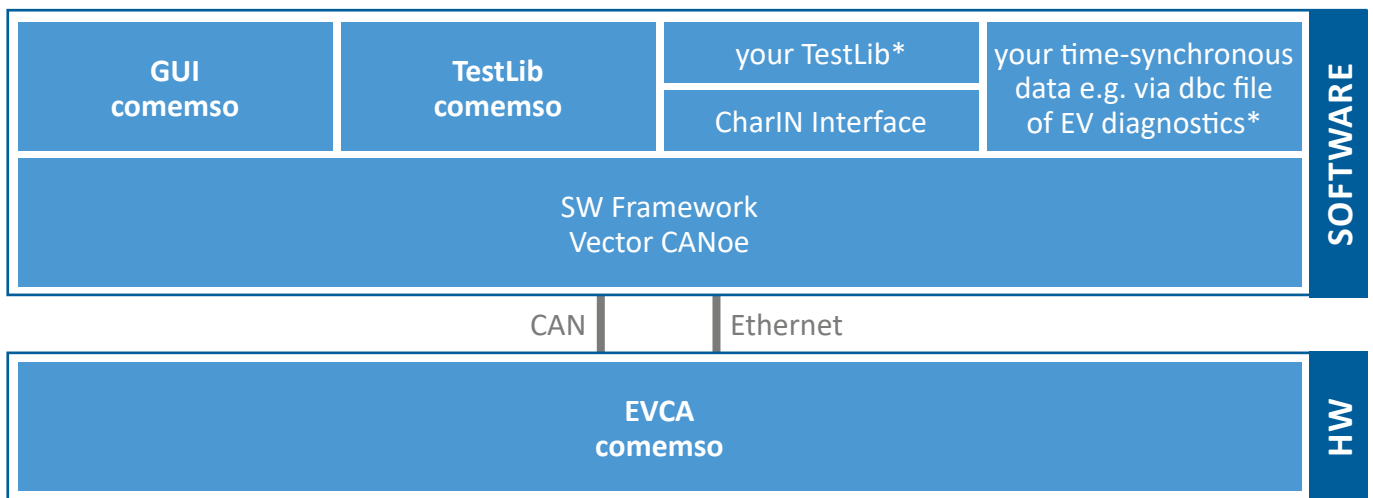 GUI
comemso
TestLib
comemso
your TestLib*
CharIN Interface
your time-synchronous
data e.g. via dbc file
of EV diagnostics*
SOFTWARE
SW Framework
Vector CANoe
CAN
Ethernet
EVCA
comemso
HW